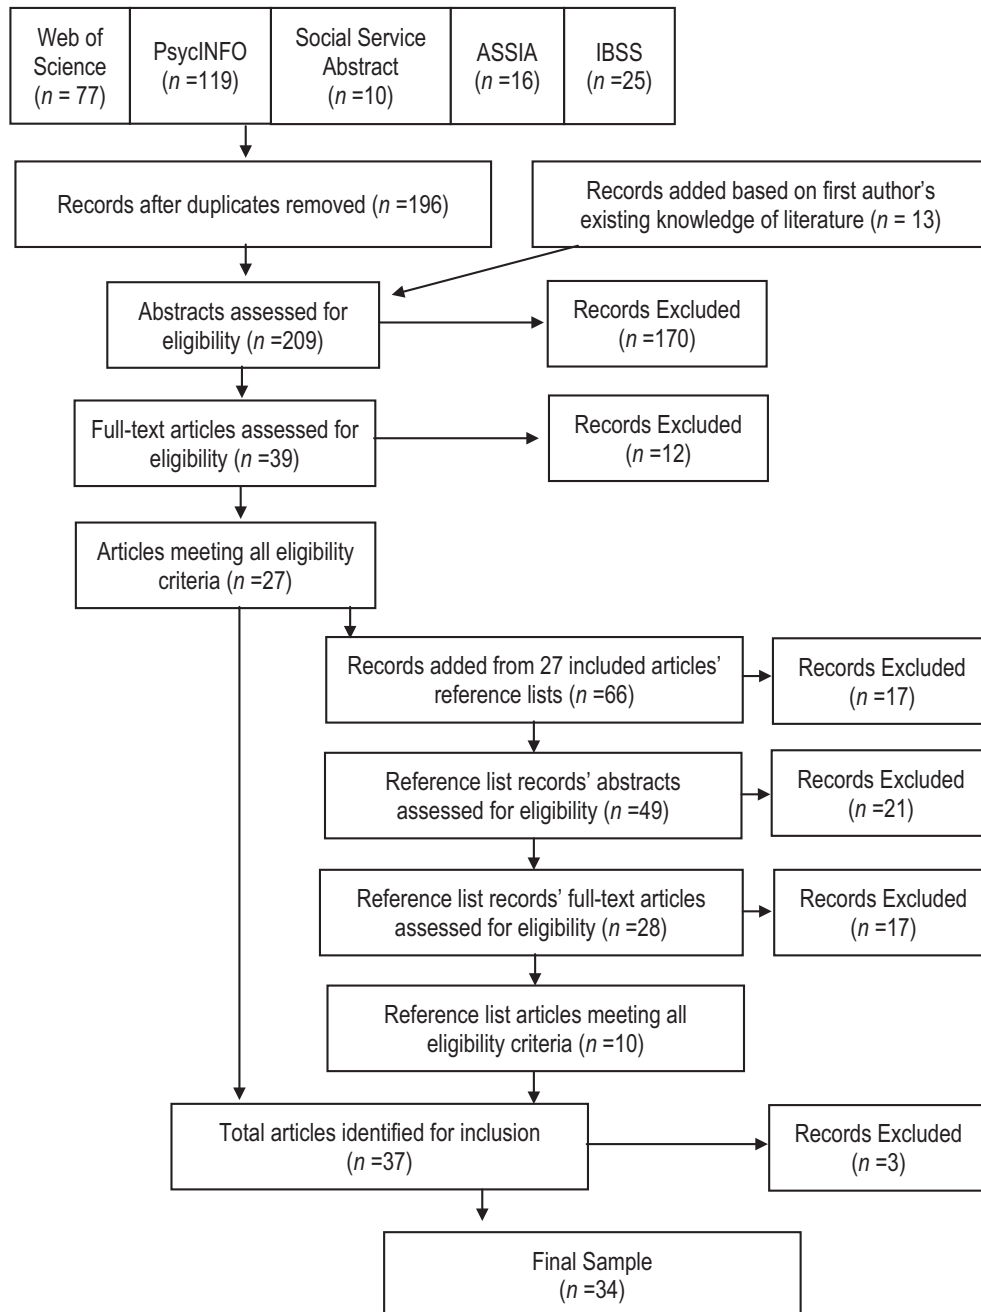 Web of
Science
(n = 77)
PsycINFO
(n =119)
Social Service
Abstract
(n =10)
ASSIA
(n =16)
IBSS
(n =25)
Records after duplicates removed (n =196)
Records added based on first author’s
existing knowledge of literature (n = 13)
Abstracts assessed for
eligibility (n =209)
Records Excluded
(n =170)
Full-text articles assessed for
eligibility (n =39)
Records Excluded
(n =12)
Articles meeting all eligibility
criteria (n =27)
Records added from 27 included articles’
reference lists (n =66)
Records Excluded
(n =17)
Reference list records’ abstracts
assessed for eligibility (n =49)
Records Excluded
(n =21)
Reference list records’ full-text articles
assessed for eligibility (n =28)
Records Excluded
(n =17)
Reference list articles meeting all
eligibility criteria (n =10)
Total articles identified for inclusion
(n =37)
Records Excluded
(n =3)
Final Sample
(n =34)